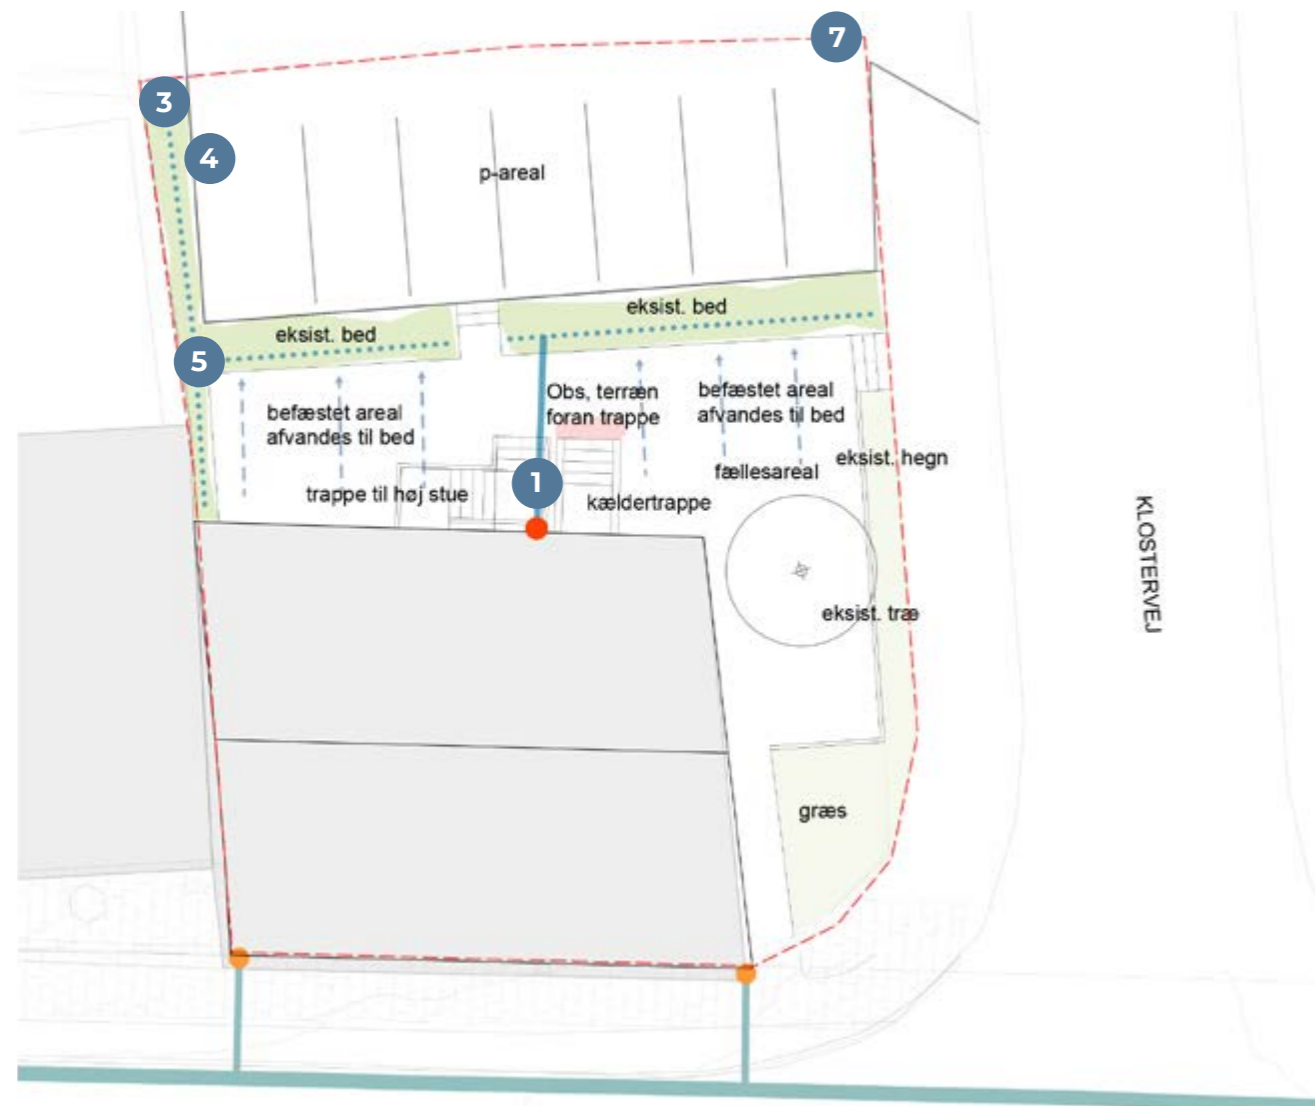 7
3
4
p-areal
eksist. bed
eksist. bed
5
Obs, terræn
foran trappe
befæstet areal
afvandes til bed
befæstet areal
afvandes til bed
eksist. hegn
fællesareal
1
trappe til høj stue
kældertrappe
KLOSTERVEJ
eksist. træ
græs